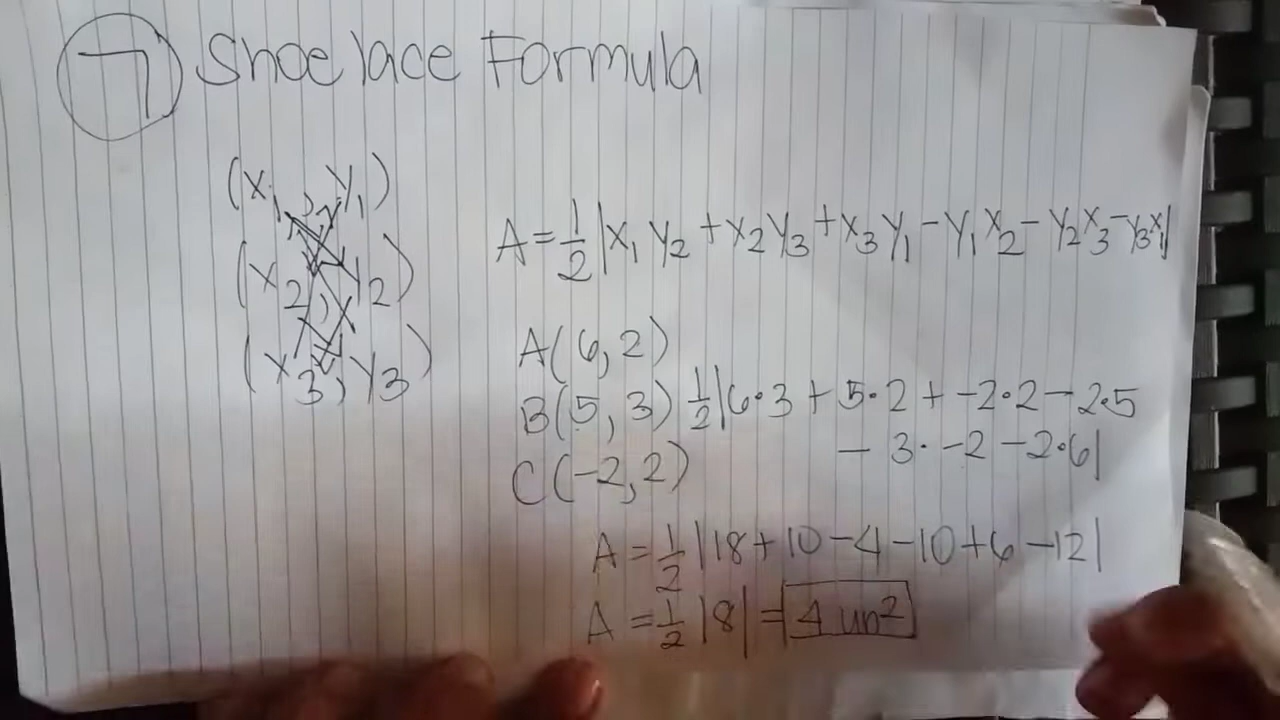 7 Shoelace Formula
(x₁, y₁)
(x₂, y₂)
(x₃, y₃)
A = 1/2 |x₁ y₂ + x₂ y₃ + x₃ y₁ - y₁ x₂ - y₂ x₃ - y₃ x₁|
A(6, 2)
B(5, 3) 1/2 |6·3 + 5·2 + -2·2 - 2·5
C(-2, 2) - 3· -2 - 2·6|
A = 1/2 |18 + 10 - 4 - 10 + 6 - 12|
A = 1/2 |8| = 4 un²